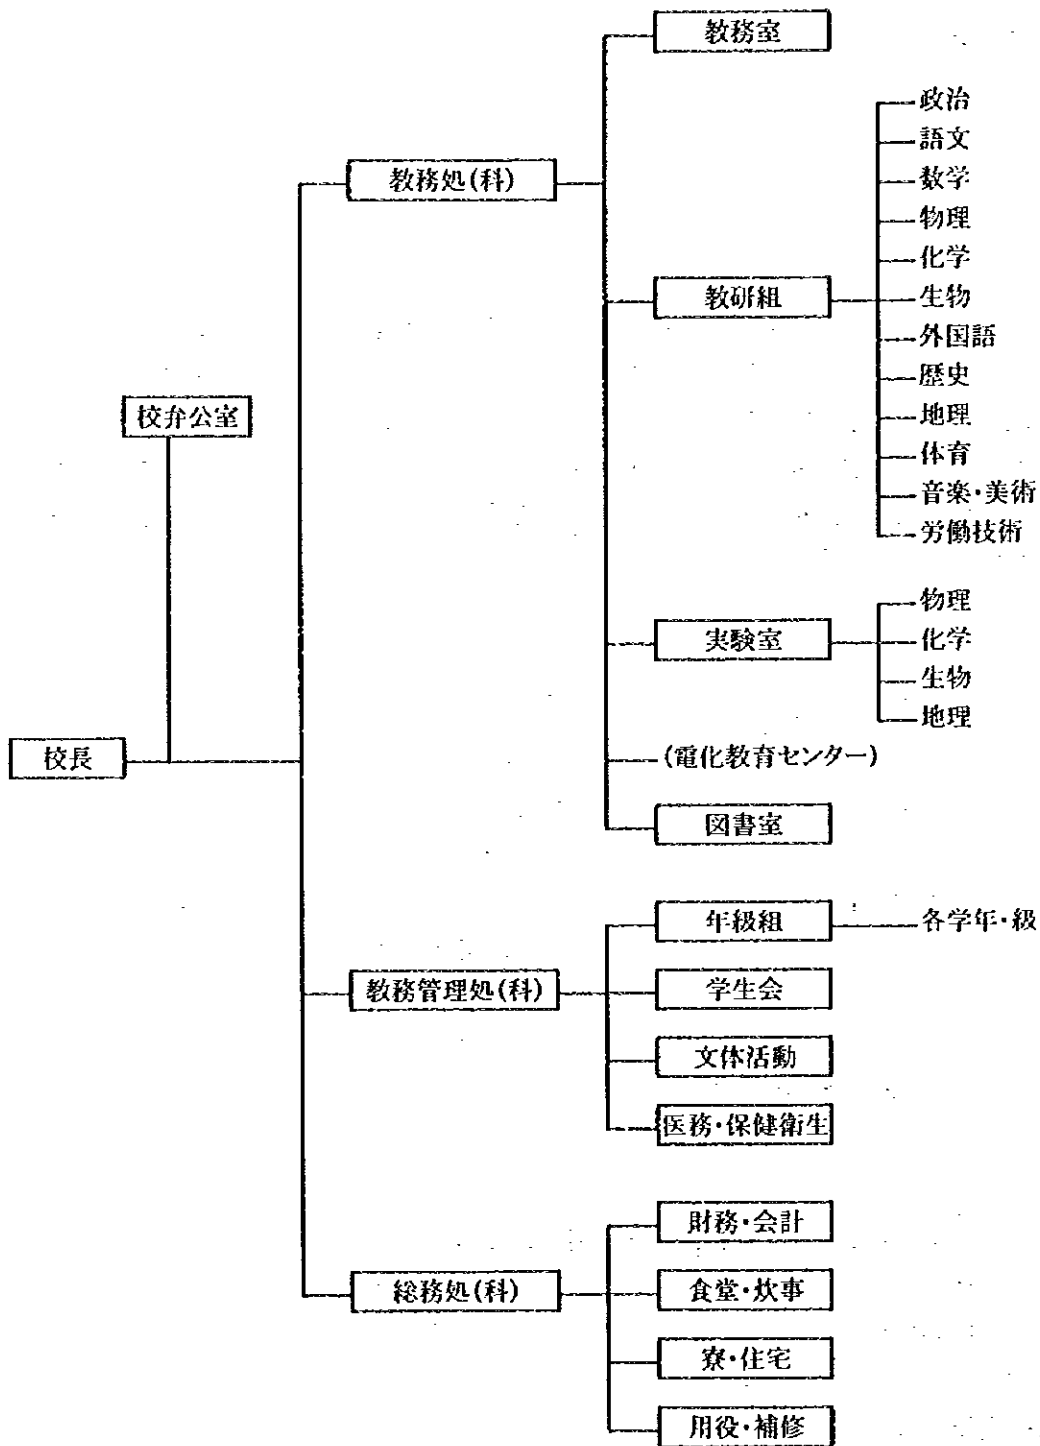 教務室
政治
語文
数学
教務処(科)
物理
化学
教研組
生物
外国語
歴史
校弁公室
地理
体育
音楽・美術
労働技術
物理
実験室
化学
生物
地理
校長
(電化教育センター)
図書室
年級組
各学年・級
教務管理処(科)
学生会
文体活動
医務・保健衛生
財務・会計
総務処(科)
食堂・炊事
寮・住宅
用役・補修